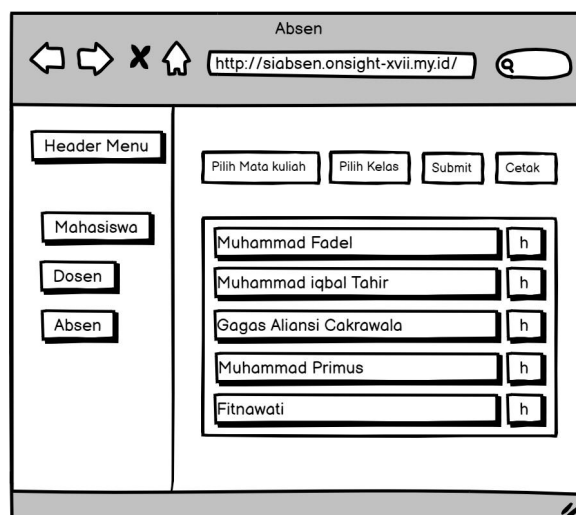 Absen
http://siabsen.onsight-xvii.my.id/
Header Menu
Mahasiswa
Dosen
Absen
Pilih Mata kuliah Pilih Kelas Submit Cetak
Muhammad Fadel h
Muhammad iqbal Tahir h
Gagas Aliansi Cakrawala h
Muhammad Primus h
Fitnawati h